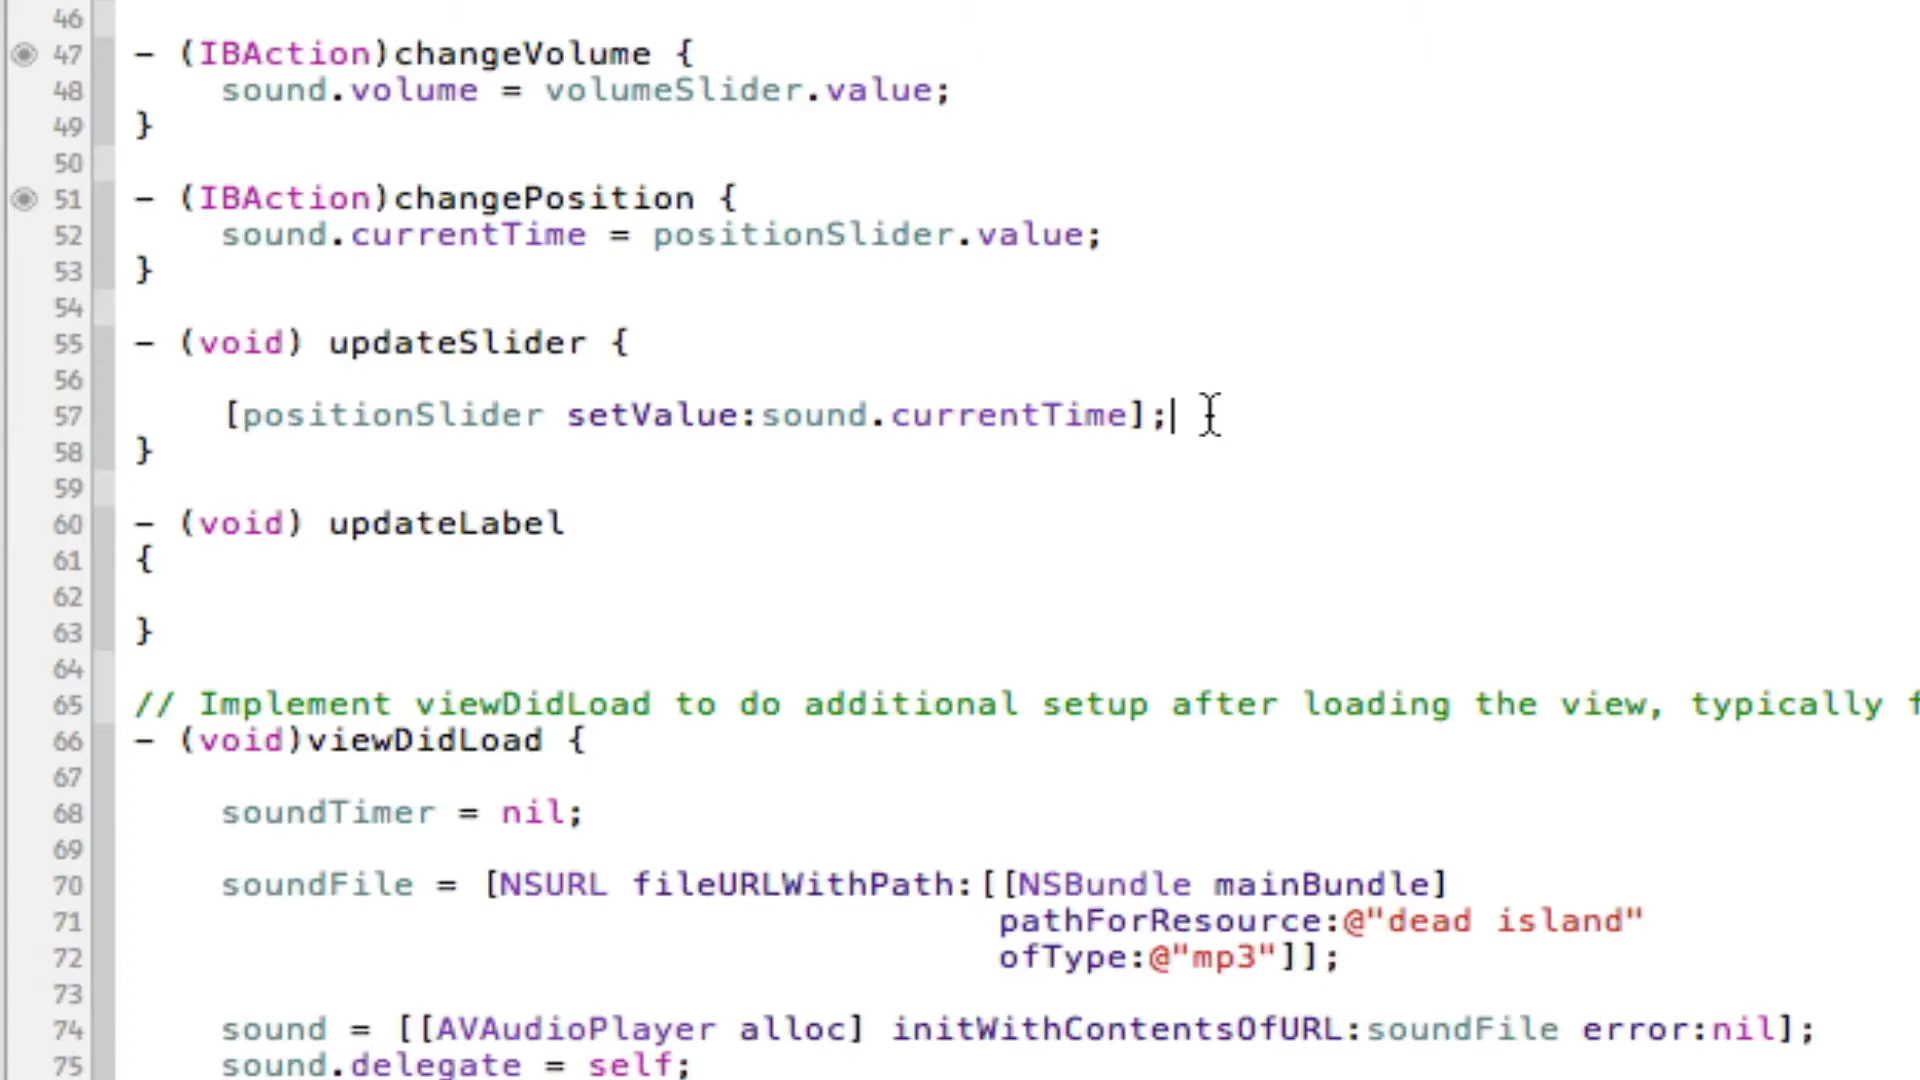 46
47 - (IBAction)changeVolume {
48 sound.volume = volumeSlider.value;
49 }
50
51 - (IBAction)changePosition {
52 sound.currentTime = positionSlider.value;
53 }
54
55 - (void) updateSlider {
56
57 [positionSlider setValue:sound.currentTime];
58 }
59
60 - (void) updateLabel
61 {
62
63 }
64
65 // Implement viewDidLoad to do additional setup after loading the view, typically f
66 - (void)viewDidLoad {
67
68 soundTimer = nil;
69
70 soundFile = [NSURL fileURLWithPath:[[NSBundle mainBundle]
71 pathForResource:@"dead island"
72 ofType:@"mp3"]];
73
74 sound = [[AVAudioPlayer alloc] initWithContentsOfURL:soundFile error:nil];
75 sound.delegate = self;